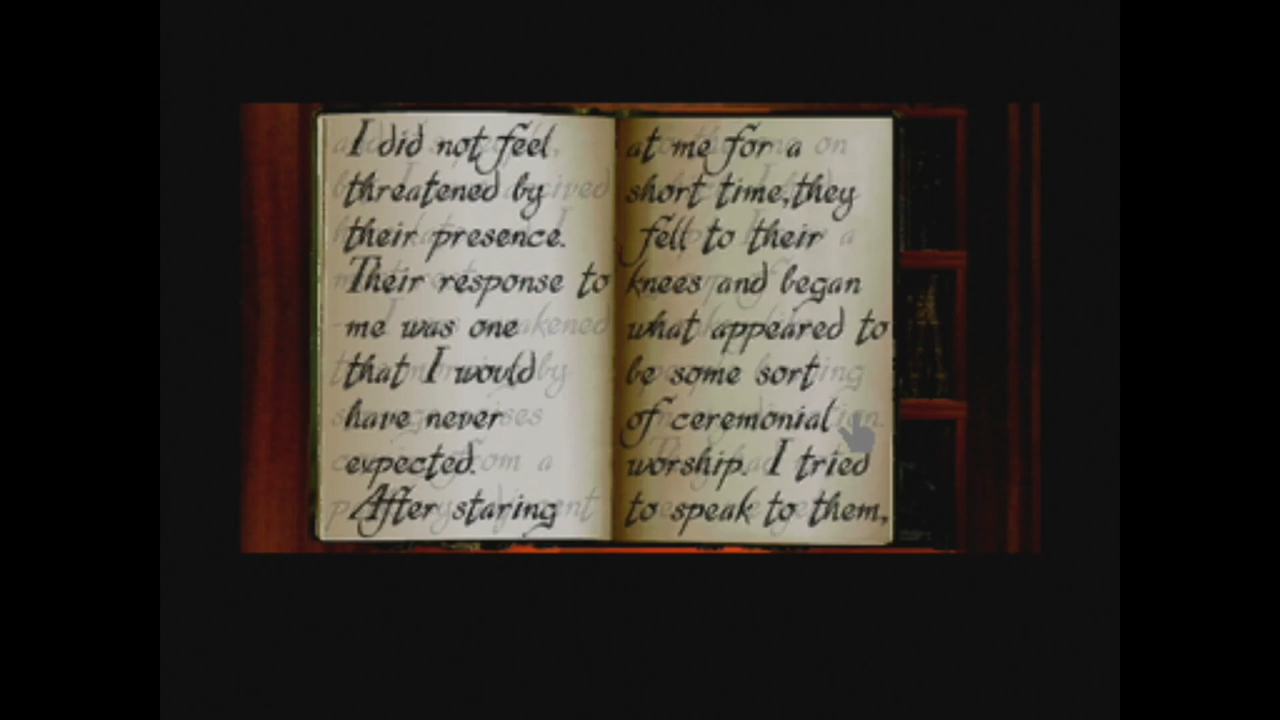 I did not feel
threatened by
their presence.
Their response to
me was one
that I would
have never
expected.
After staring
at me for a
short time,they
fell to their
knees and began
what appeared to
be some sort
of ceremonial
worship. I tried
to speak to them,